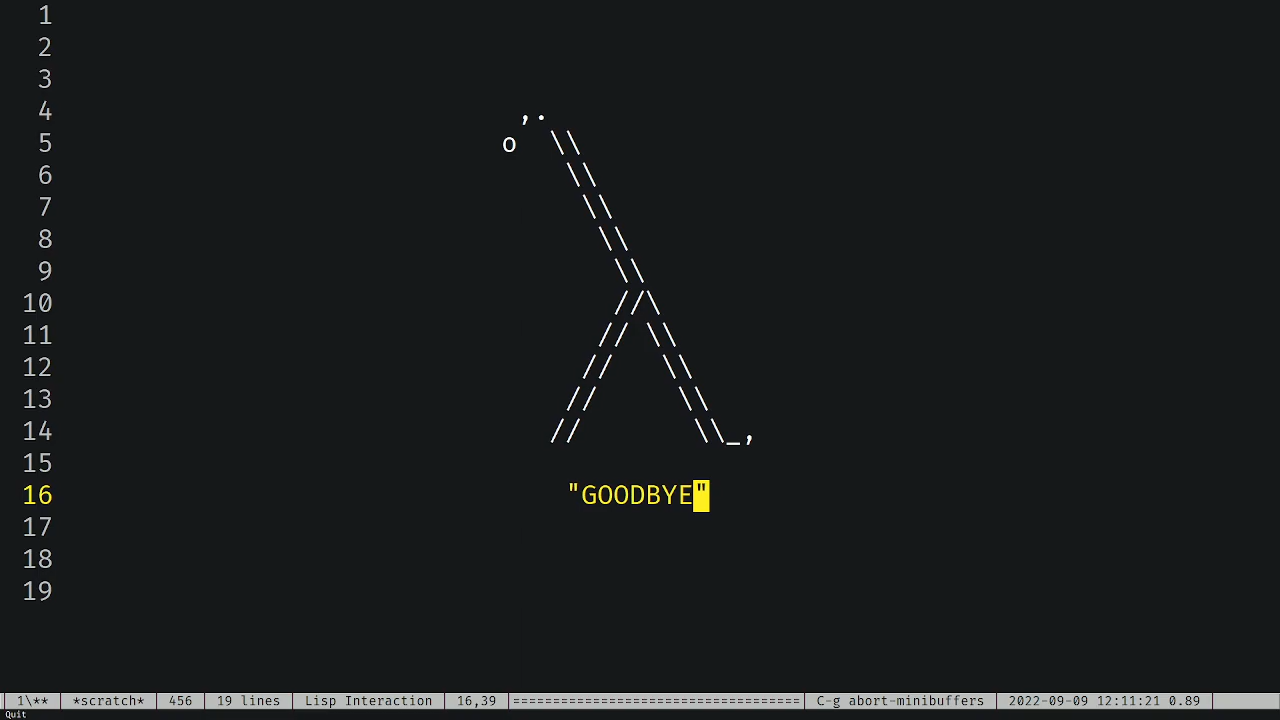 1
2
3
4 ,.
5 o \\
6 \\
7 \\
8 \\
9 \\
10 //\
11 // \\
12 // \\
13 // \\
14 // \\_,
15
16 "GOODBYE"
17
18
19
1\** *scratch* 456 19 lines Lisp Interaction 16,39 ==================================== C-g abort-minibuffers 2022-09-09 12:11:21 0.89
Quit